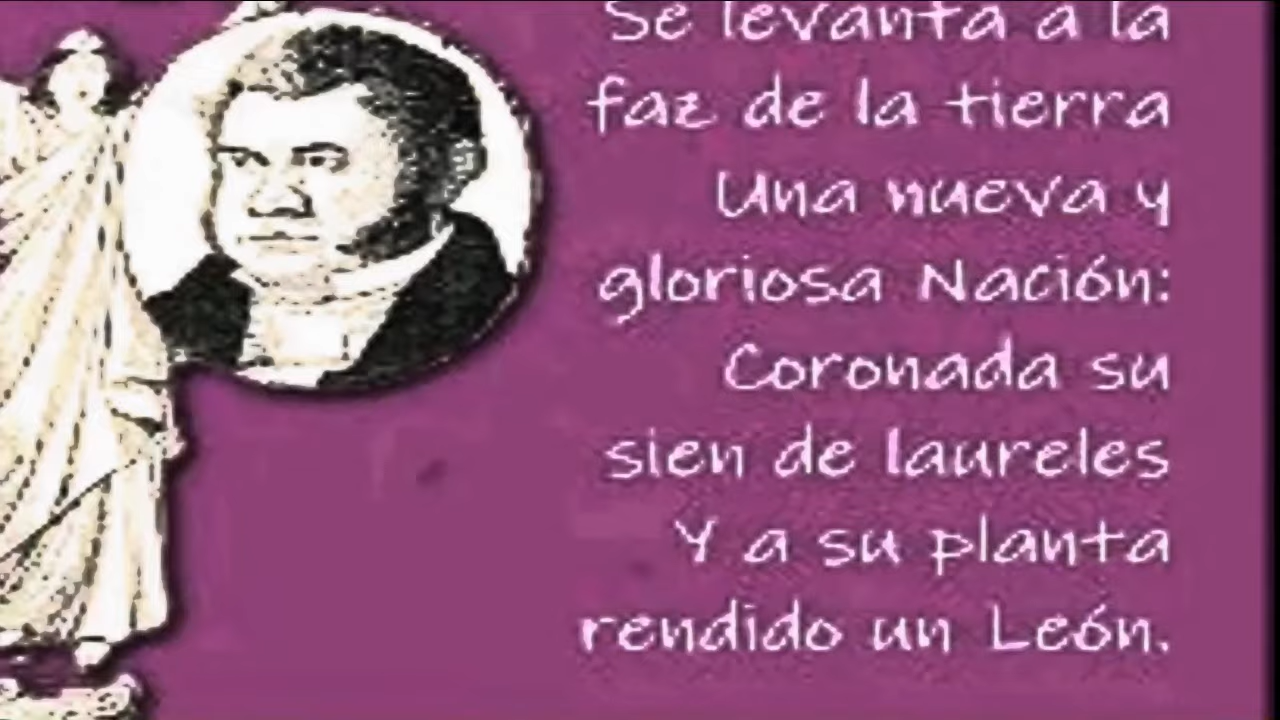 Se levanta a la
faz de la tierra
Una nueva y
gloriosa Nación:
Coronada su
sien de laureles
Y a su planta
rendido un León.